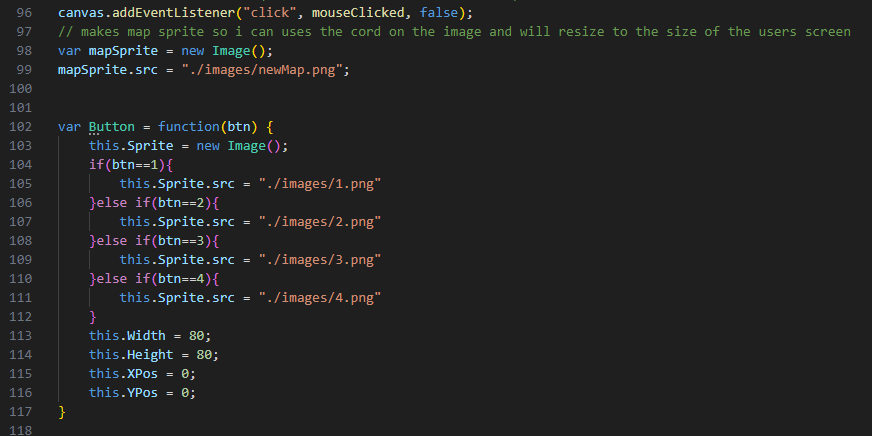 96 canvas.addEventListener("click", mouseClicked, false);
97 // makes map sprite so i can uses the cord on the image and will resize to the size of the users screen
98 var mapSprite = new Image();
99 mapSprite.src = "./images/newMap.png";
100
101
102 var Button = function(btn) {
103 this.Sprite = new Image();
104 if(btn==1){
105 this.Sprite.src = "./images/1.png"
106 }else if(btn==2){
107 this.Sprite.src = "./images/2.png"
108 }else if(btn==3){
109 this.Sprite.src = "./images/3.png"
110 }else if(btn==4){
111 this.Sprite.src = "./images/4.png"
112 }
113 this.Width = 80;
114 this.Height = 80;
115 this.XPos = 0;
116 this.YPos = 0;
117 }
118